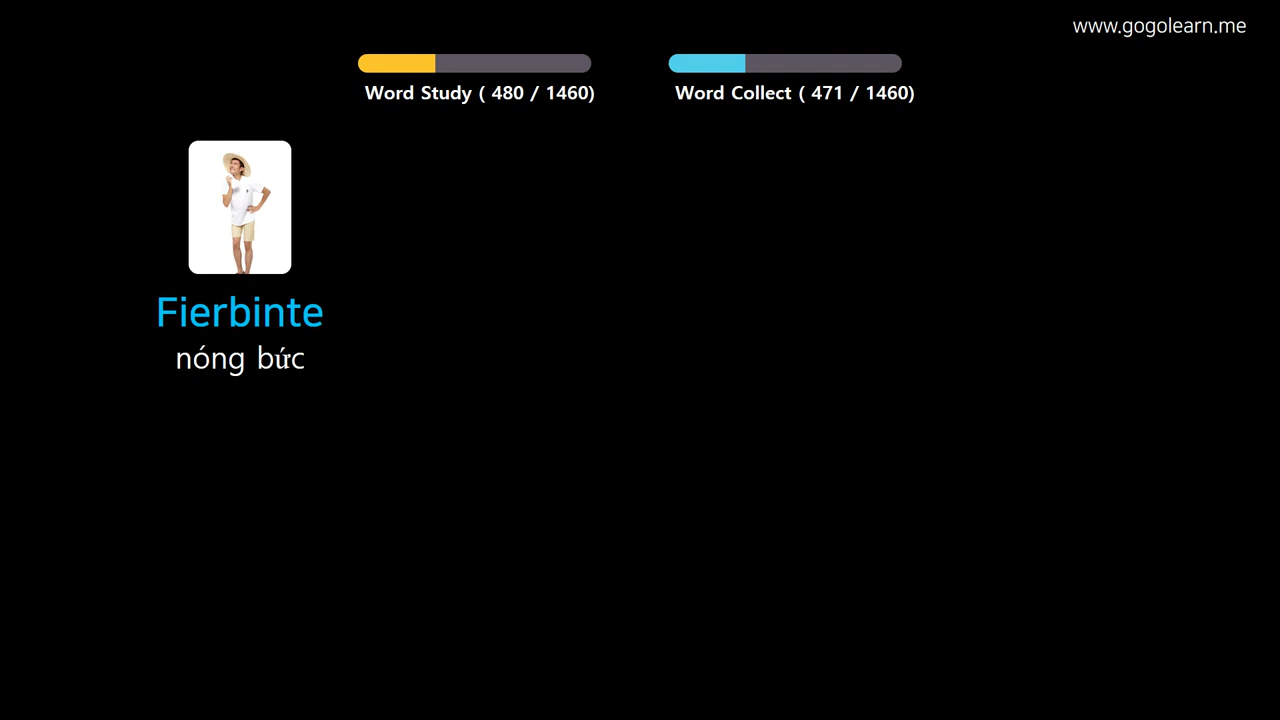 www.gogolearn.me
Word Study ( 480 / 1460)
Word Collect ( 471 / 1460)
Fierbinte
nóng bức